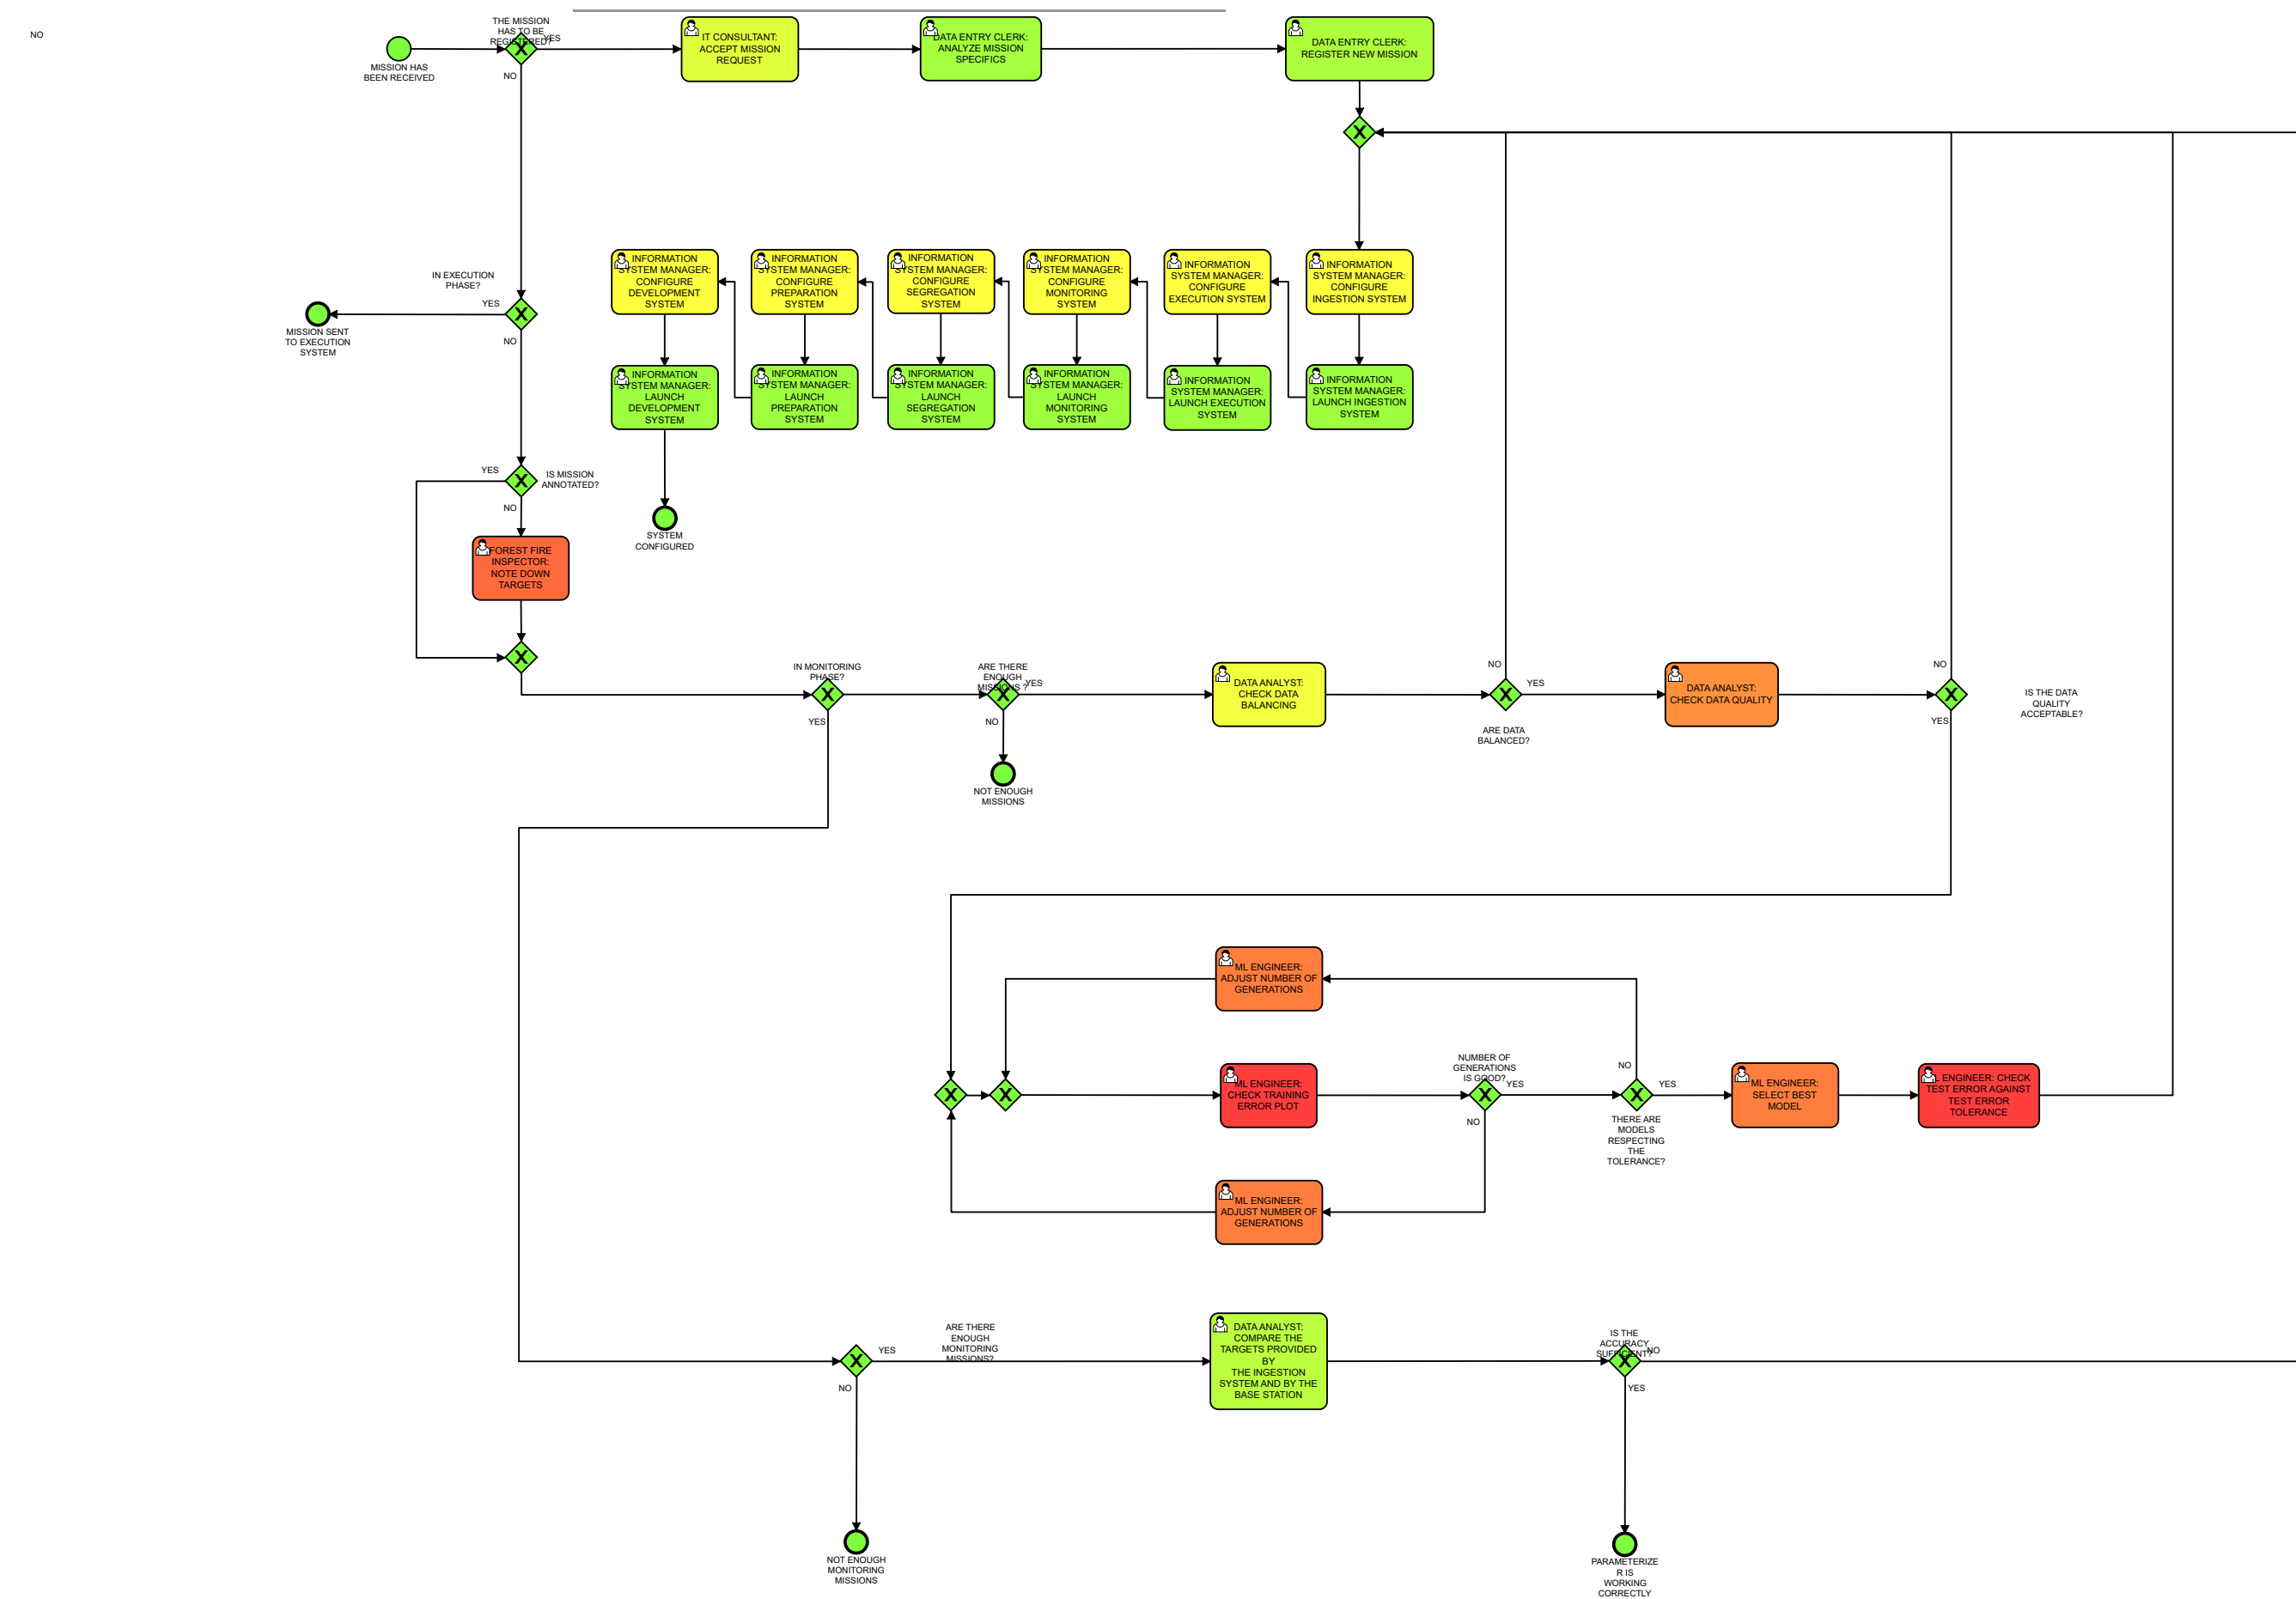 NO
THE MISSION
HAS TO BE
REGISTERED?
YES
NO
MISSION HAS
BEEN RECEIVED
IT CONSULTANT:
ACCEPT MISSION
REQUEST
DATA ENTRY CLERK:
ANALYZE MISSION
SPECIFICS
DATA ENTRY CLERK:
REGISTER NEW MISSION
IN EXECUTION
PHASE?
YES
NO
MISSION SENT
TO EXECUTION
SYSTEM
INFORMATION
SYSTEM MANAGER:
CONFIGURE
DEVELOPMENT
SYSTEM
INFORMATION
SYSTEM MANAGER:
CONFIGURE
PREPARATION
SYSTEM
INFORMATION
SYSTEM MANAGER:
CONFIGURE
SEGREGATION
SYSTEM
INFORMATION
SYSTEM MANAGER:
CONFIGURE
MONITORING
SYSTEM
INFORMATION
SYSTEM MANAGER:
CONFIGURE
EXECUTION SYSTEM
INFORMATION
SYSTEM MANAGER:
CONFIGURE
INGESTION SYSTEM
INFORMATION
SYSTEM MANAGER:
LAUNCH
DEVELOPMENT
SYSTEM
INFORMATION
SYSTEM MANAGER:
LAUNCH
PREPARATION
SYSTEM
INFORMATION
SYSTEM MANAGER:
LAUNCH
SEGREGATION
SYSTEM
INFORMATION
SYSTEM MANAGER:
LAUNCH
MONITORING
SYSTEM
INFORMATION
SYSTEM MANAGER:
LAUNCH EXECUTION
SYSTEM
INFORMATION
SYSTEM MANAGER:
LAUNCH INGESTION
SYSTEM
YES
IS MISSION
ANNOTATED?
NO
SYSTEM
CONFIGURED
FOREST FIRE
INSPECTOR:
NOTE DOWN
TARGETS
IN MONITORING
PHASE?
YES
ARE THERE
ENOUGH
MISSIONS ?
YES
NO
NOT ENOUGH
MISSIONS
DATA ANALYST:
CHECK DATA
BALANCING
NO
YES
ARE DATA
BALANCED?
DATA ANALYST:
CHECK DATA QUALITY
NO
YES
IS THE DATA
QUALITY
ACCEPTABLE?
ML ENGINEER:
ADJUST NUMBER OF
GENERATIONS
ML ENGINEER:
CHECK TRAINING
ERROR PLOT
NUMBER OF
GENERATIONS
IS GOOD?
YES
NO
NO
YES
THERE ARE
MODELS
RESPECTING
THE
TOLERANCE?
ML ENGINEER:
SELECT BEST
MODEL
ENGINEER: CHECK
TEST ERROR AGAINST
TEST ERROR
TOLERANCE
ML ENGINEER:
ADJUST NUMBER OF
GENERATIONS
YES
NO
ARE THERE
ENOUGH
MONITORING
MISSIONS?
DATA ANALYST:
COMPARE THE
TARGETS PROVIDED
BY
THE INGESTION
SYSTEM AND BY THE
BASE STATION
IS THE
ACCURACY
SUFFICIENT?
NO
YES
NOT ENOUGH
MONITORING
MISSIONS
PARAMETERIZE
R IS
WORKING
CORRECTLY